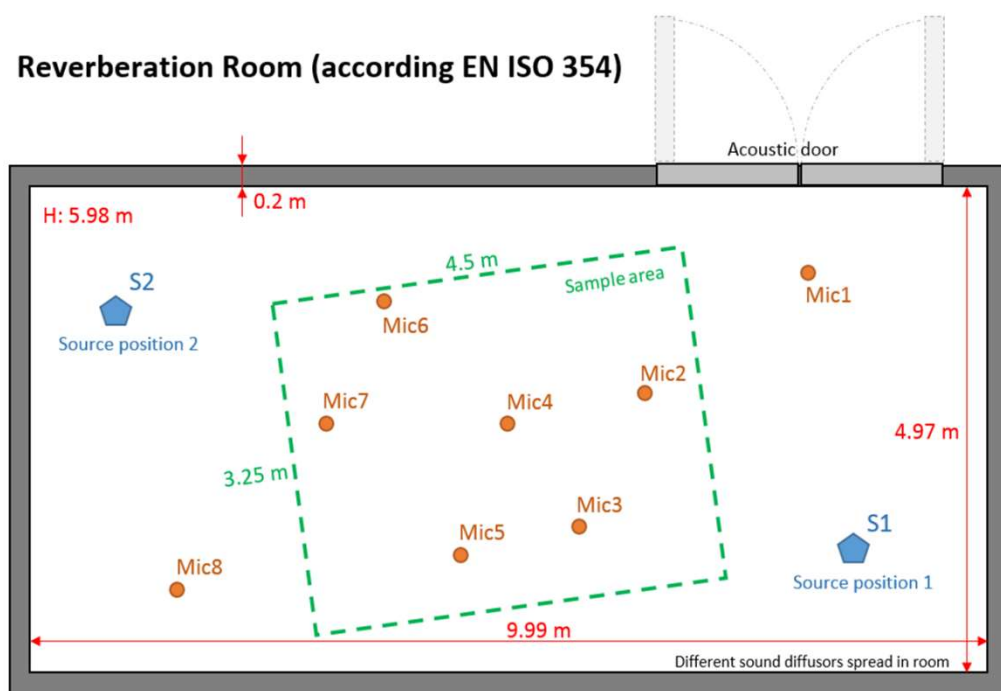 Reverberation Room (according EN ISO 354)
Acoustic door
0.2 m
H: 5.98 m
4.5 m
Sample area
S2
Source position 2
Mic1
Mic6
Mic2
Mic7
Mic4
4.97 m
3.25 m
Mic3
S1
Mic5
Mic8
Source position 1
9.99 m
Different sound diffusors spread in room